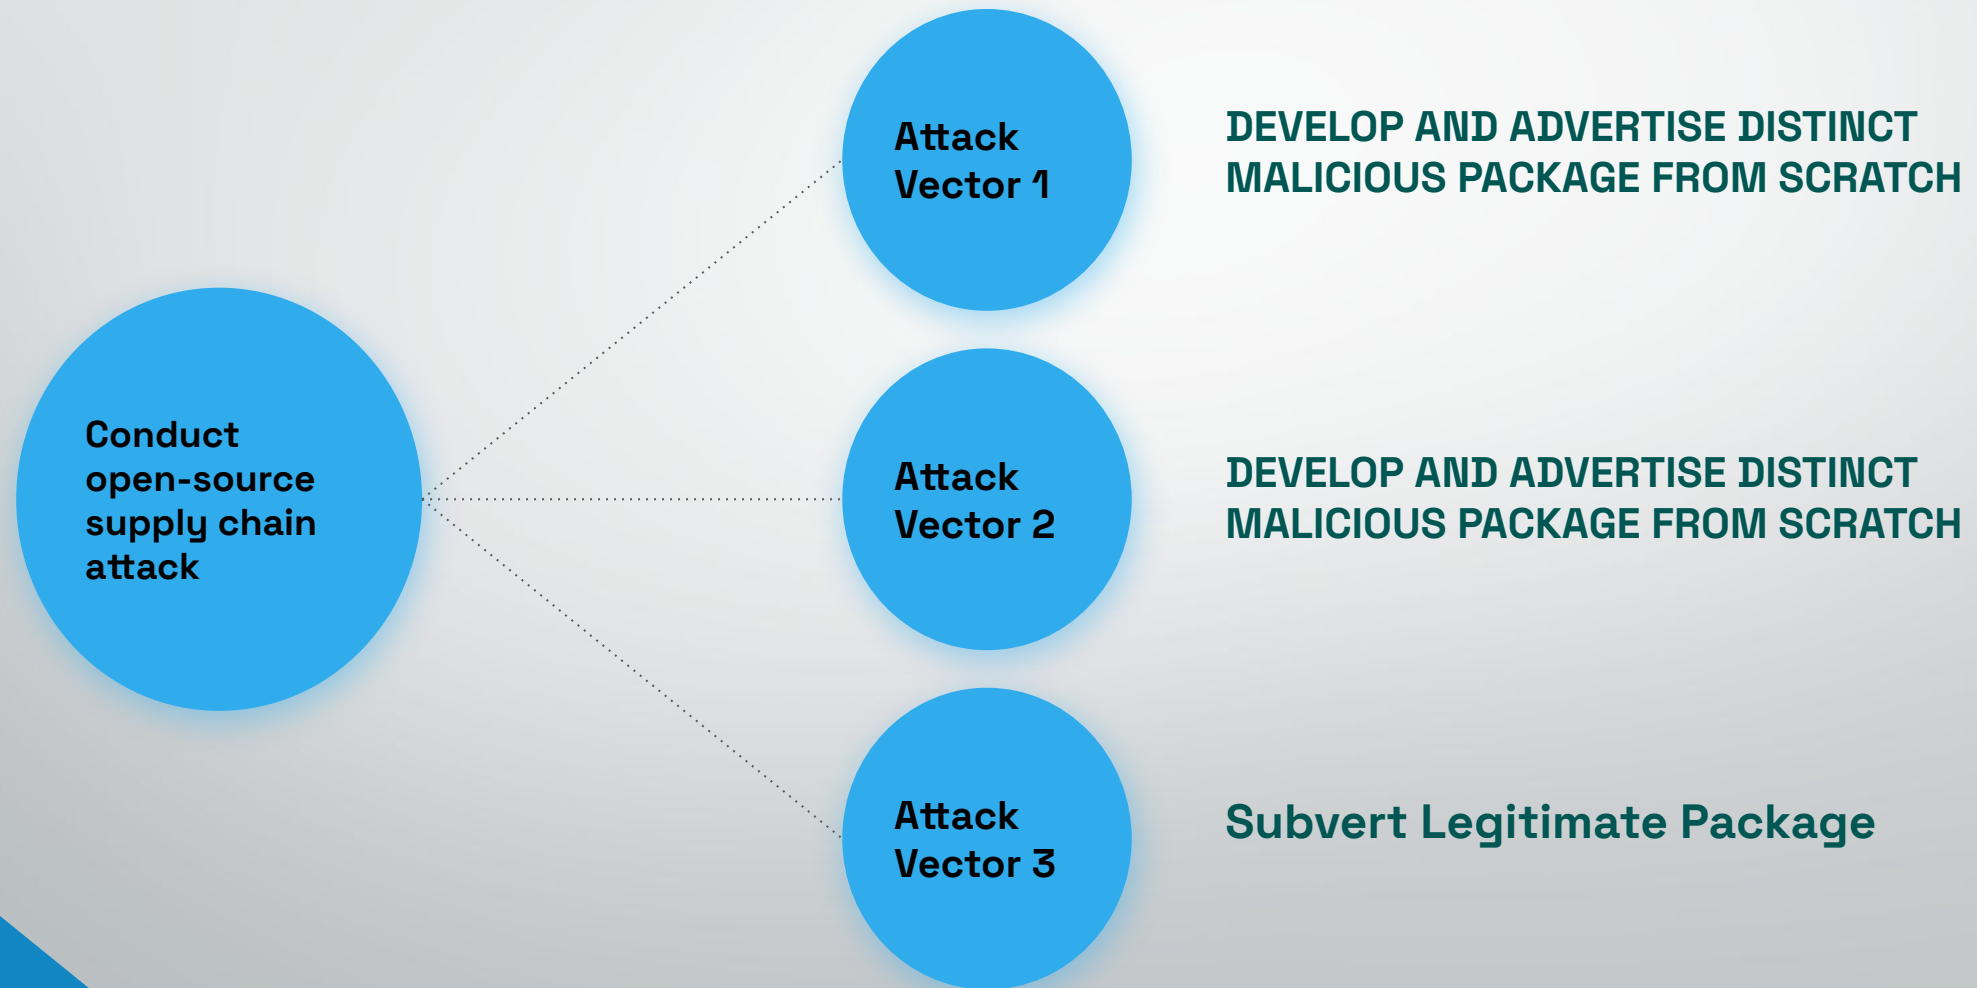 Conduct
open-source
supply chain
attack
Attack
Vector 1
DEVELOP AND ADVERTISE DISTINCT
MALICIOUS PACKAGE FROM SCRATCH
Attack
Vector 2
DEVELOP AND ADVERTISE DISTINCT
MALICIOUS PACKAGE FROM SCRATCH
Attack
Vector 3
Subvert Legitimate Package